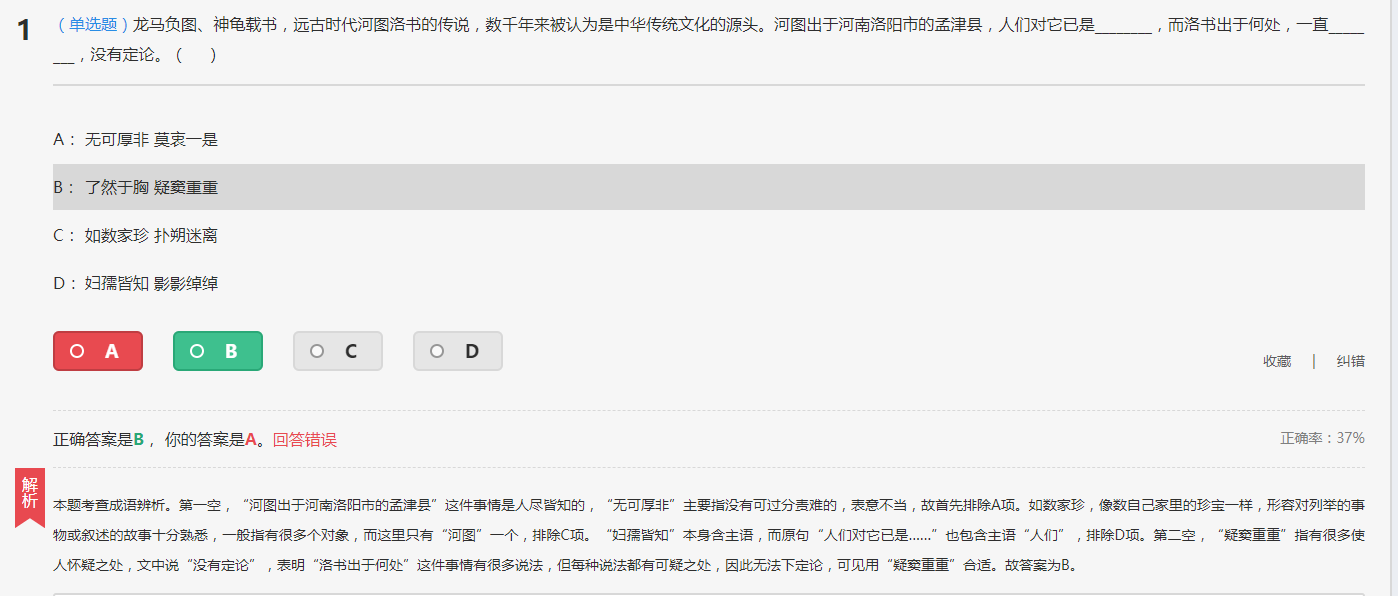 1 （单选题）龙马负图、神龟载书，远古时代河图洛书的传说，数千年来被认为是中华传统文化的源头。河图出于河南洛阳市的孟津县，人们对它已是________，而洛书出于何处，一直_____
___，没有定论。（　　）
A： 无可厚非 莫衷一是
B： 了然于胸 疑窦重重
C： 如数家珍 扑朔迷离
D： 妇孺皆知 影影绰绰
A B C D
收藏 | 纠错
正确答案是B， 你的答案是A。回答错误 正确率：37%
解析
本题考查成语辨析。第一空，“河图出于河南洛阳市的孟津县”这件事情是人尽皆知的，“无可厚非”主要指没有可过分责难的，表意不当，故首先排除A项。如数家珍，像数自己家里的珍宝一样，形容对列举的事
物或叙述的故事十分熟悉，一般指有很多个对象，而这里只有“河图”一个，排除C项。“妇孺皆知”本身含主语，而原句“人们对它已是......”也包含主语“人们”，排除D项。第二空，“疑窦重重”指有很多使
人怀疑之处，文中说“没有定论”，表明“洛书出于何处”这件事情有很多说法，但每种说法都有可疑之处，因此无法下定论，可见用“疑窦重重”合适。故答案为B。